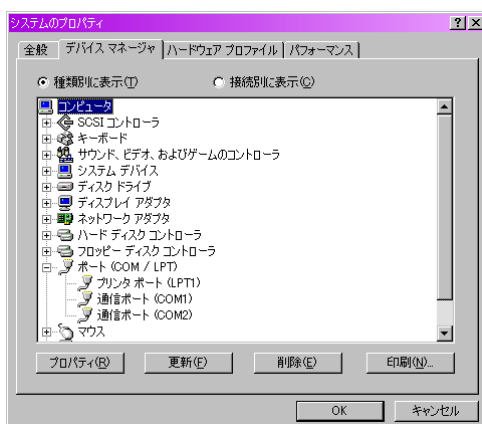 システムのプロパティ
全般 デバイス マネージャ ハードウェア プロファイル パフォーマンス
種類別に表示(T) 接続別に表示(C)
コンピュータ
SCSI コントローラ
キーボード
サウンド、ビデオ、およびゲームのコントローラ
システム デバイス
ディスク ドライブ
ディスプレイ アダプタ
ネットワーク アダプタ
ハード ディスク コントローラ
フロッピー ディスク コントローラ
ポート (COM / LPT)
プリンタ ポート (LPT1)
通信ポート (COM1)
通信ポート (COM2)
マウス
プロパティ(R) 更新(F) 削除(E) 印刷(N)...
OK キャンセル